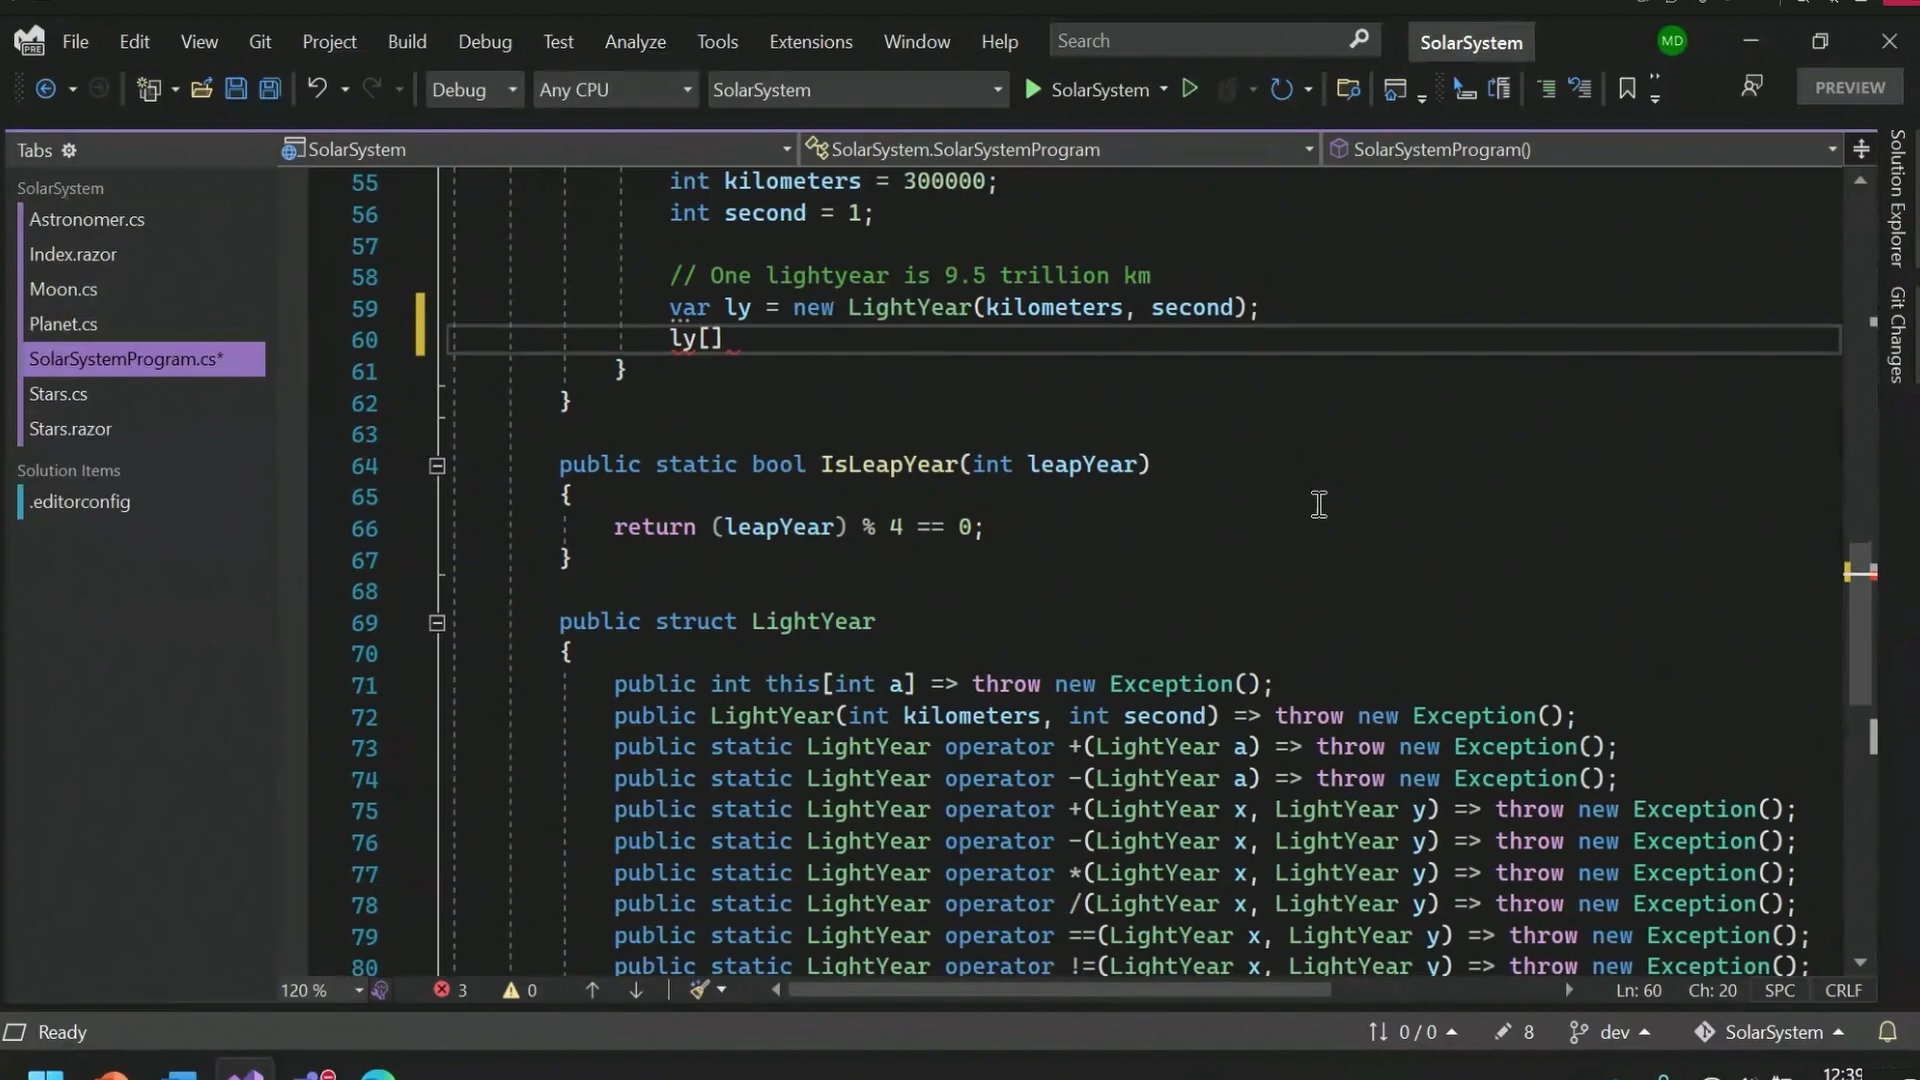 PRE File Edit View Git Project Build Debug Test Analyze Tools Extensions Window Help Search SolarSystem MD
Debug Any CPU SolarSystem SolarSystem PREVIEW
Tabs
SolarSystem
Astronomer.cs
Index.razor
Moon.cs
Planet.cs
SolarSystemProgram.cs*
Stars.cs
Stars.razor
Solution Items
.editorconfig
SolarSystem SolarSystem.SolarSystemProgram SolarSystemProgram()
55 int kilometers = 300000;
56 int second = 1;
57
58 // One lightyear is 9.5 trillion km
59 var ly = new LightYear(kilometers, second);
60 ly[]
61 }
62 }
63
64 public static bool IsLeapYear(int leapYear)
65 {
66 return (leapYear) % 4 == 0;
67 }
68
69 public struct LightYear
70 {
71 public int this[int a] => throw new Exception();
72 public LightYear(int kilometers, int second) => throw new Exception();
73 public static LightYear operator +(LightYear a) => throw new Exception();
74 public static LightYear operator -(LightYear a) => throw new Exception();
75 public static LightYear operator +(LightYear x, LightYear y) => throw new Exception();
76 public static LightYear operator -(LightYear x, LightYear y) => throw new Exception();
77 public static LightYear operator *(LightYear x, LightYear y) => throw new Exception();
78 public static LightYear operator /(LightYear x, LightYear y) => throw new Exception();
79 public static LightYear operator ==(LightYear x, LightYear y) => throw new Exception();
80 public static LightYear operator !=(LightYear x, LightYear y) => throw new Exception();
Solution Explorer
Git Changes
120 % 3 0 Ln: 60 Ch: 20 SPC CRLF
Ready 0 / 0 8 dev SolarSystem
12:39